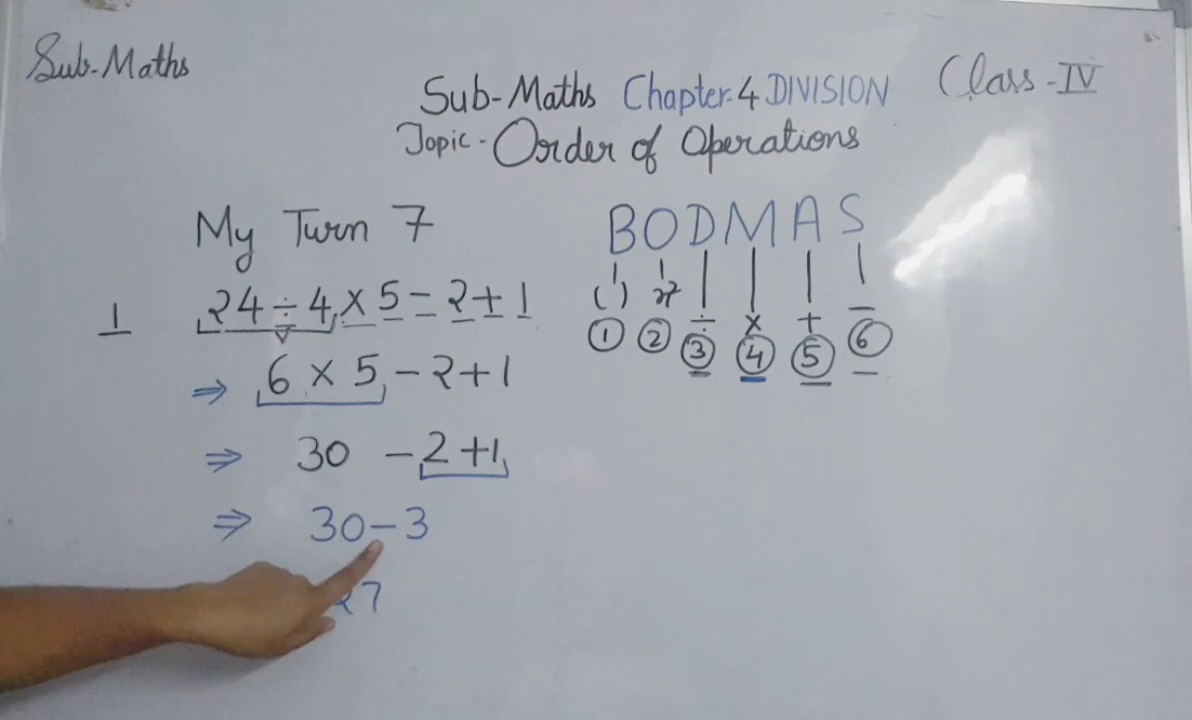 Sub-Maths
Sub-Maths Chapter-4 DIVISION
Class-IV
Topic-Order of Operations
My Turn 7
1 24÷4×5-2+1
⇒ 6×5-2+1
⇒ 30 -2+1
⇒ 30-3
27
BODMAS
( ) ÷ × + -
① ② ③ ④ ⑤ ⑥